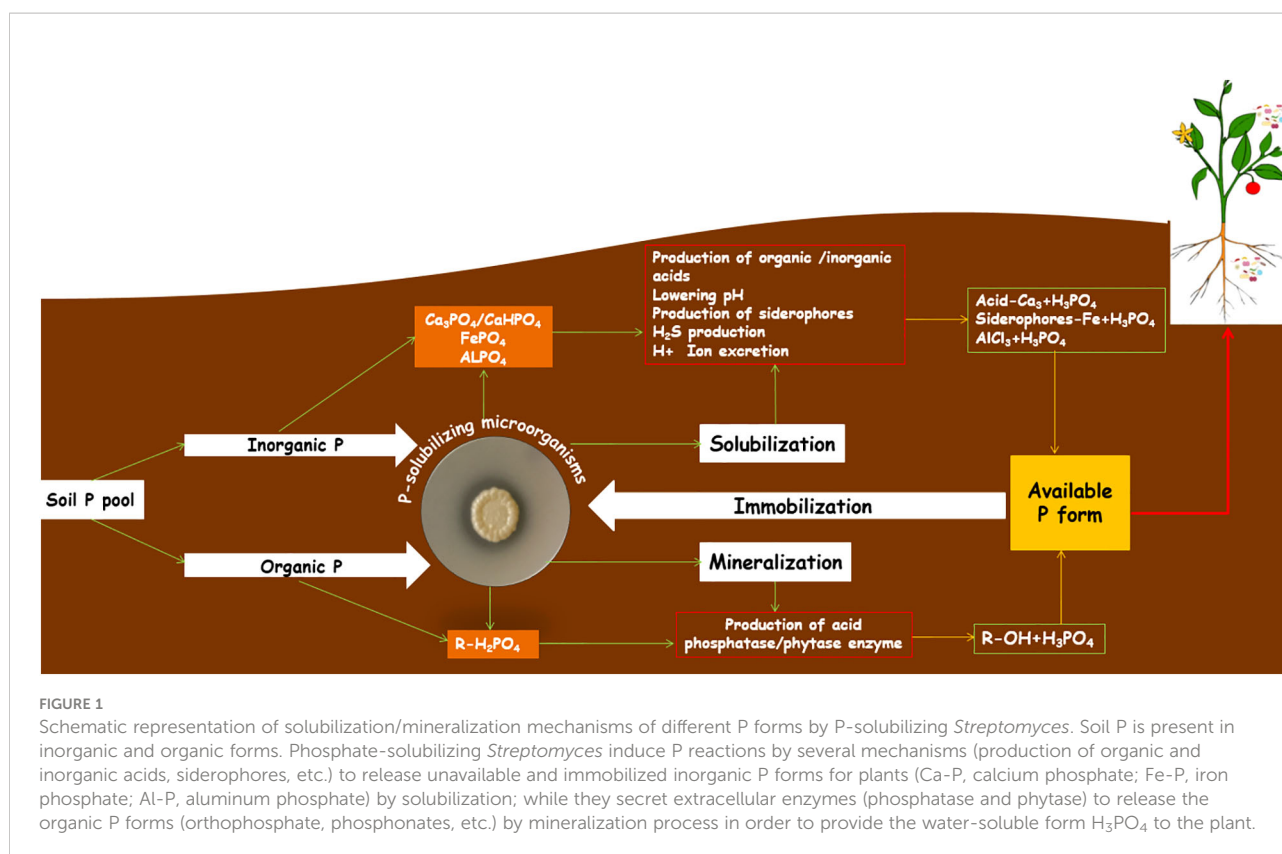 Production of organic /inorganic
acids
Lowering pH
Production of siderophores
H₂S production
H+ Ion excretion
Acid-Ca₃+H₃PO₄
Siderophores-Fe+H₃PO₄
AlCl₃+H₃PO₄
Ca₃PO₄/CaHPO₄
FePO₄
ALPO₄
P-solubilizing microorganisms
Inorganic P
Solubilization
Soil P pool
Immobilization
Available
P form
Organic P
Mineralization
R-H₂PO₄
Production of acid
phosphatase/phytase enzyme
R-OH+H₃PO₄
FIGURE 1
Schematic representation of solubilization/mineralization mechanisms of different P forms by P-solubilizing Streptomyces. Soil P is present in
inorganic and organic forms. Phosphate-solubilizing Streptomyces induce P reactions by several mechanisms (production of organic and
inorganic acids, siderophores, etc.) to release unavailable and immobilized inorganic P forms for plants (Ca-P, calcium phosphate; Fe-P, iron
phosphate; Al-P, aluminum phosphate) by solubilization; while they secret extracellular enzymes (phosphatase and phytase) to release the
organic P forms (orthophosphate, phosphonates, etc.) by mineralization process in order to provide the water-soluble form H₃PO₄ to the plant.